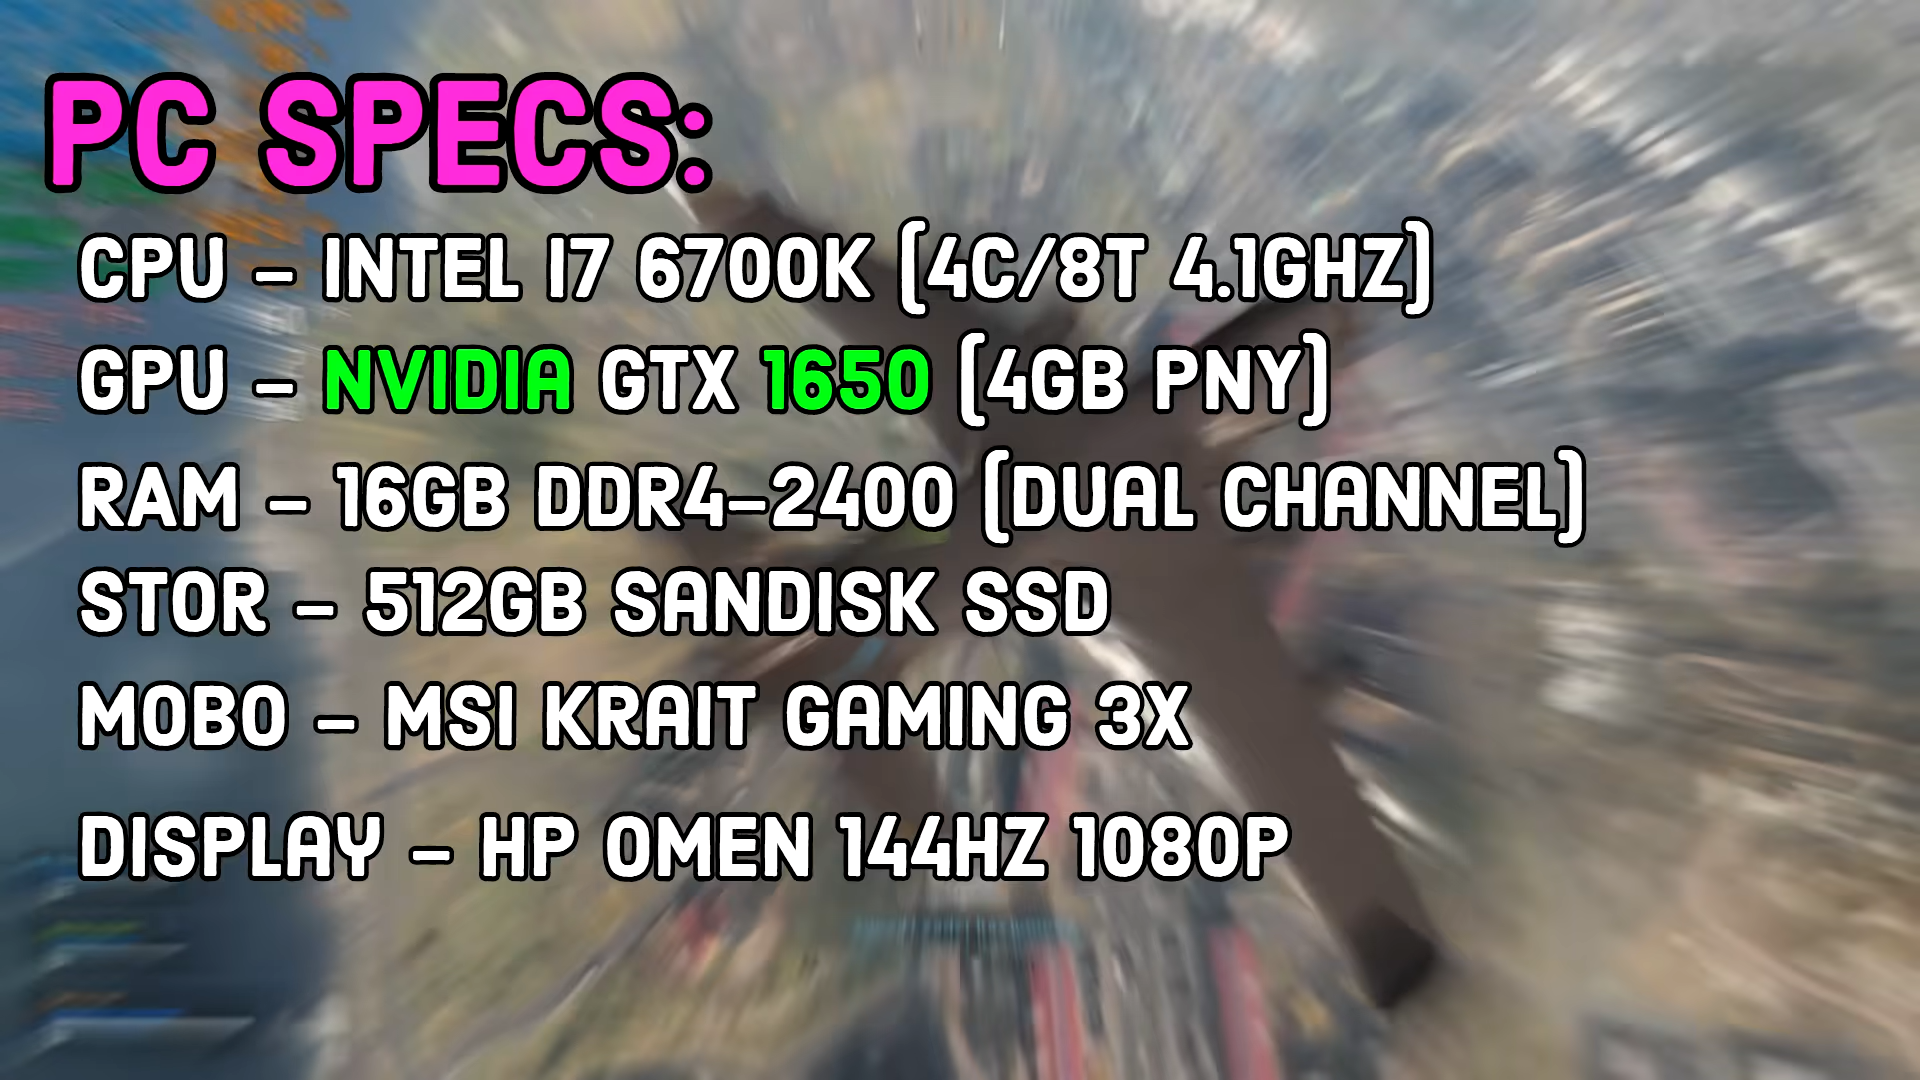 PC SPECS:
CPU - INTEL I7 6700K (4C/8T 4.1GHZ)
GPU - NVIDIA GTX 1650 (4GB PNY)
RAM - 16GB DDR4-2400 (DUAL CHANNEL)
STOR - 512GB SANDISK SSD
MOBO - MSI KRAIT GAMING 3X
DISPLAY - HP OMEN 144HZ 1080P